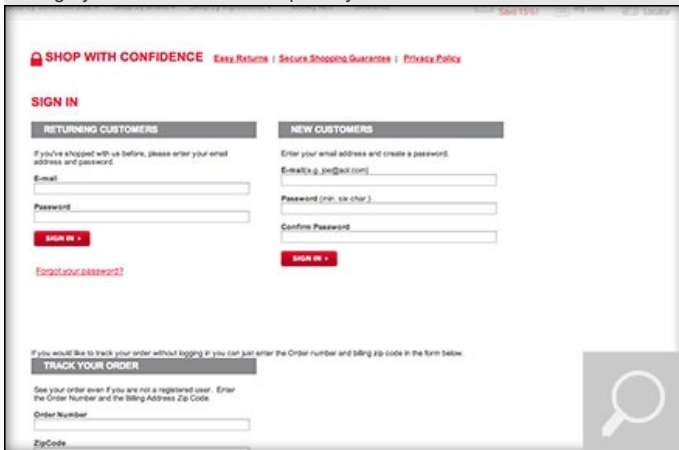 Save 15%!
Locator
SHOP WITH CONFIDENCE Easy Returns | Secure Shopping Guarantee | Privacy Policy
SIGN IN
RETURNING CUSTOMERS
If you've shopped with us before, please enter your email
address and password.
E-mail
Password
SIGN IN
Forgot your password?
NEW CUSTOMERS
Enter your email address and create a password.
E-mail(e.g. joe@aol.com)
Password (min. six char.)
Confirm Password
SIGN IN
If you would like to track your order without logging in you can just enter the Order number and billing zip code in the form below.
TRACK YOUR ORDER
See your order even if you are not a registered user. Enter
the Order Number and the Billing Address Zip Code.
Order Number
ZipCode